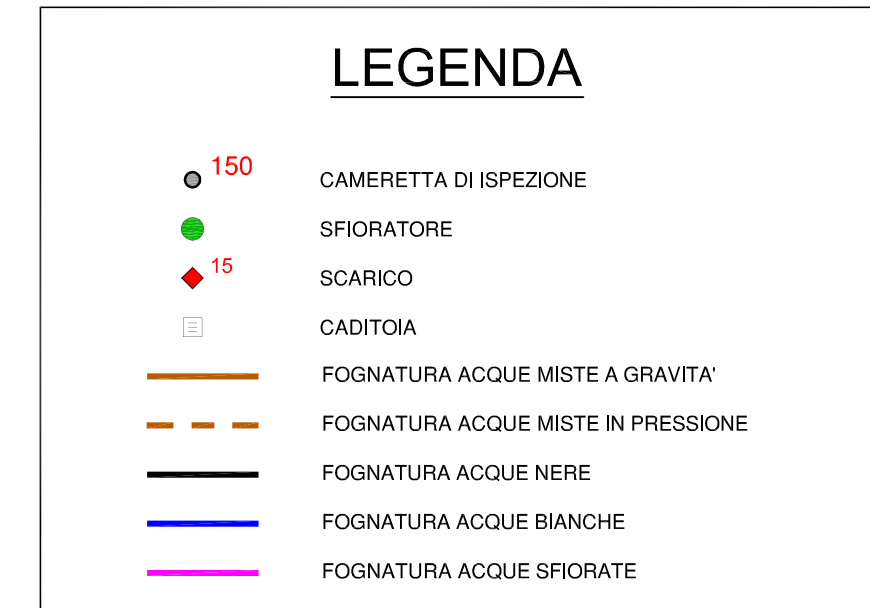 LEGENDA
150
CAMERETTA DI ISPEZIONE
SFIORATORE
15
SCARICO
CADITOIA
FOGNATURA ACQUE MISTE A GRAVITA'
FOGNATURA ACQUE MISTE IN PRESSIONE
FOGNATURA ACQUE NERE
FOGNATURA ACQUE BIANCHE
FOGNATURA ACQUE SFIORATE